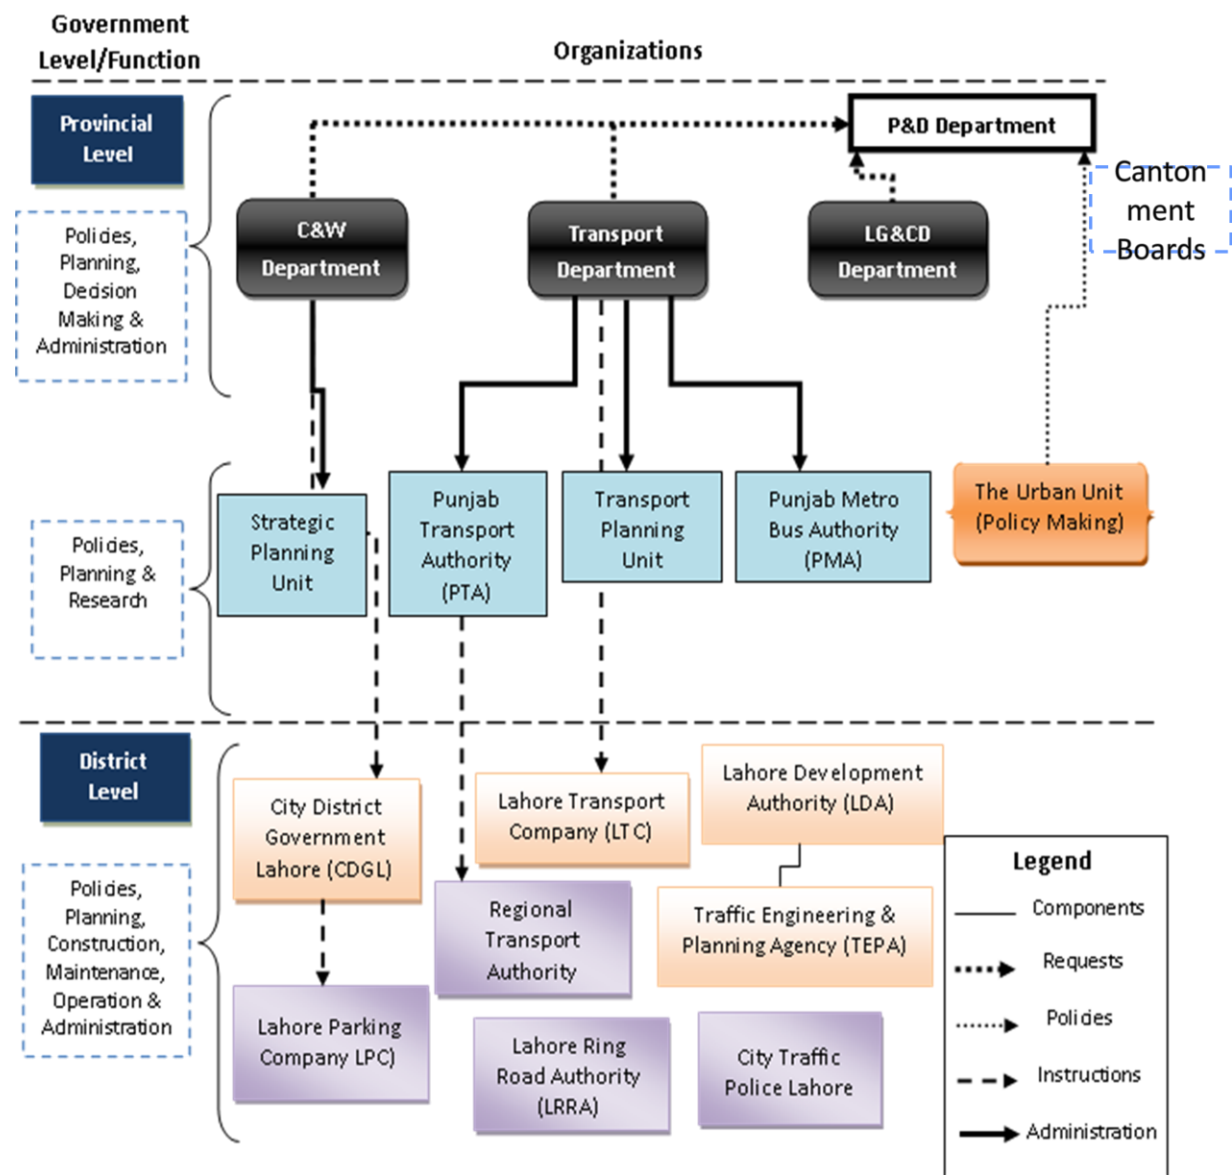 Government
Level/Function
Organizations
Provincial
Level
P&D Department
Canton
ment
Boards
Policies,
Planning,
Decision
Making &
Administration
C&W
Department
Transport
Department
LG&CD
Department
Policies,
Planning &
Research
Strategic
Planning
Unit
Punjab
Transport
Authority
(PTA)
Transport
Planning
Unit
Punjab Metro
Bus Authority
(PMA)
The Urban Unit
(Policy Making)
District
Level
Policies,
Planning,
Construction,
Maintenance,
Operation &
Administration
City District
Government
Lahore (CDGL)
Lahore Transport
Company (LTC)
Lahore Development
Authority (LDA)
Regional
Transport
Authority
Traffic Engineering &
Planning Agency (TEPA)
Lahore Parking
Company LPC)
Lahore Ring
Road Authority
(LRRA)
City Traffic
Police Lahore
Legend
Components
Requests
Policies
Instructions
Administration